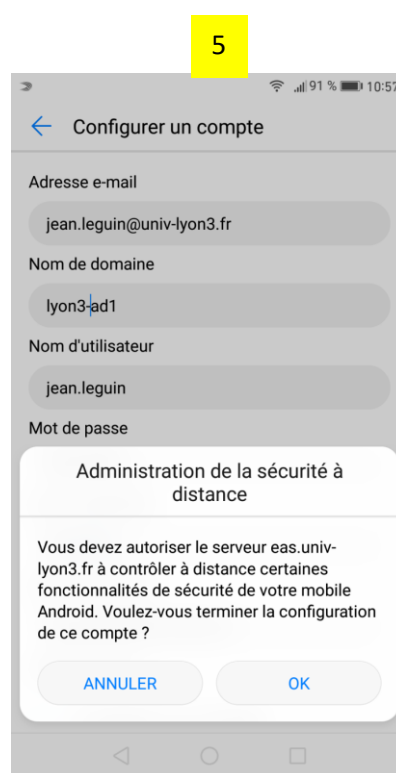 5
91 % 10:57
Configurer un compte
Adresse e-mail
jean.leguin@univ-lyon3.fr
Nom de domaine
lyon3-ad1
Nom d'utilisateur
jean.leguin
Mot de passe
Administration de la sécurité à
distance
Vous devez autoriser le serveur eas.univ-
lyon3.fr à contrôler à distance certaines
fonctionnalités de sécurité de votre mobile
Android. Voulez-vous terminer la configuration
de ce compte ?
ANNULER OK